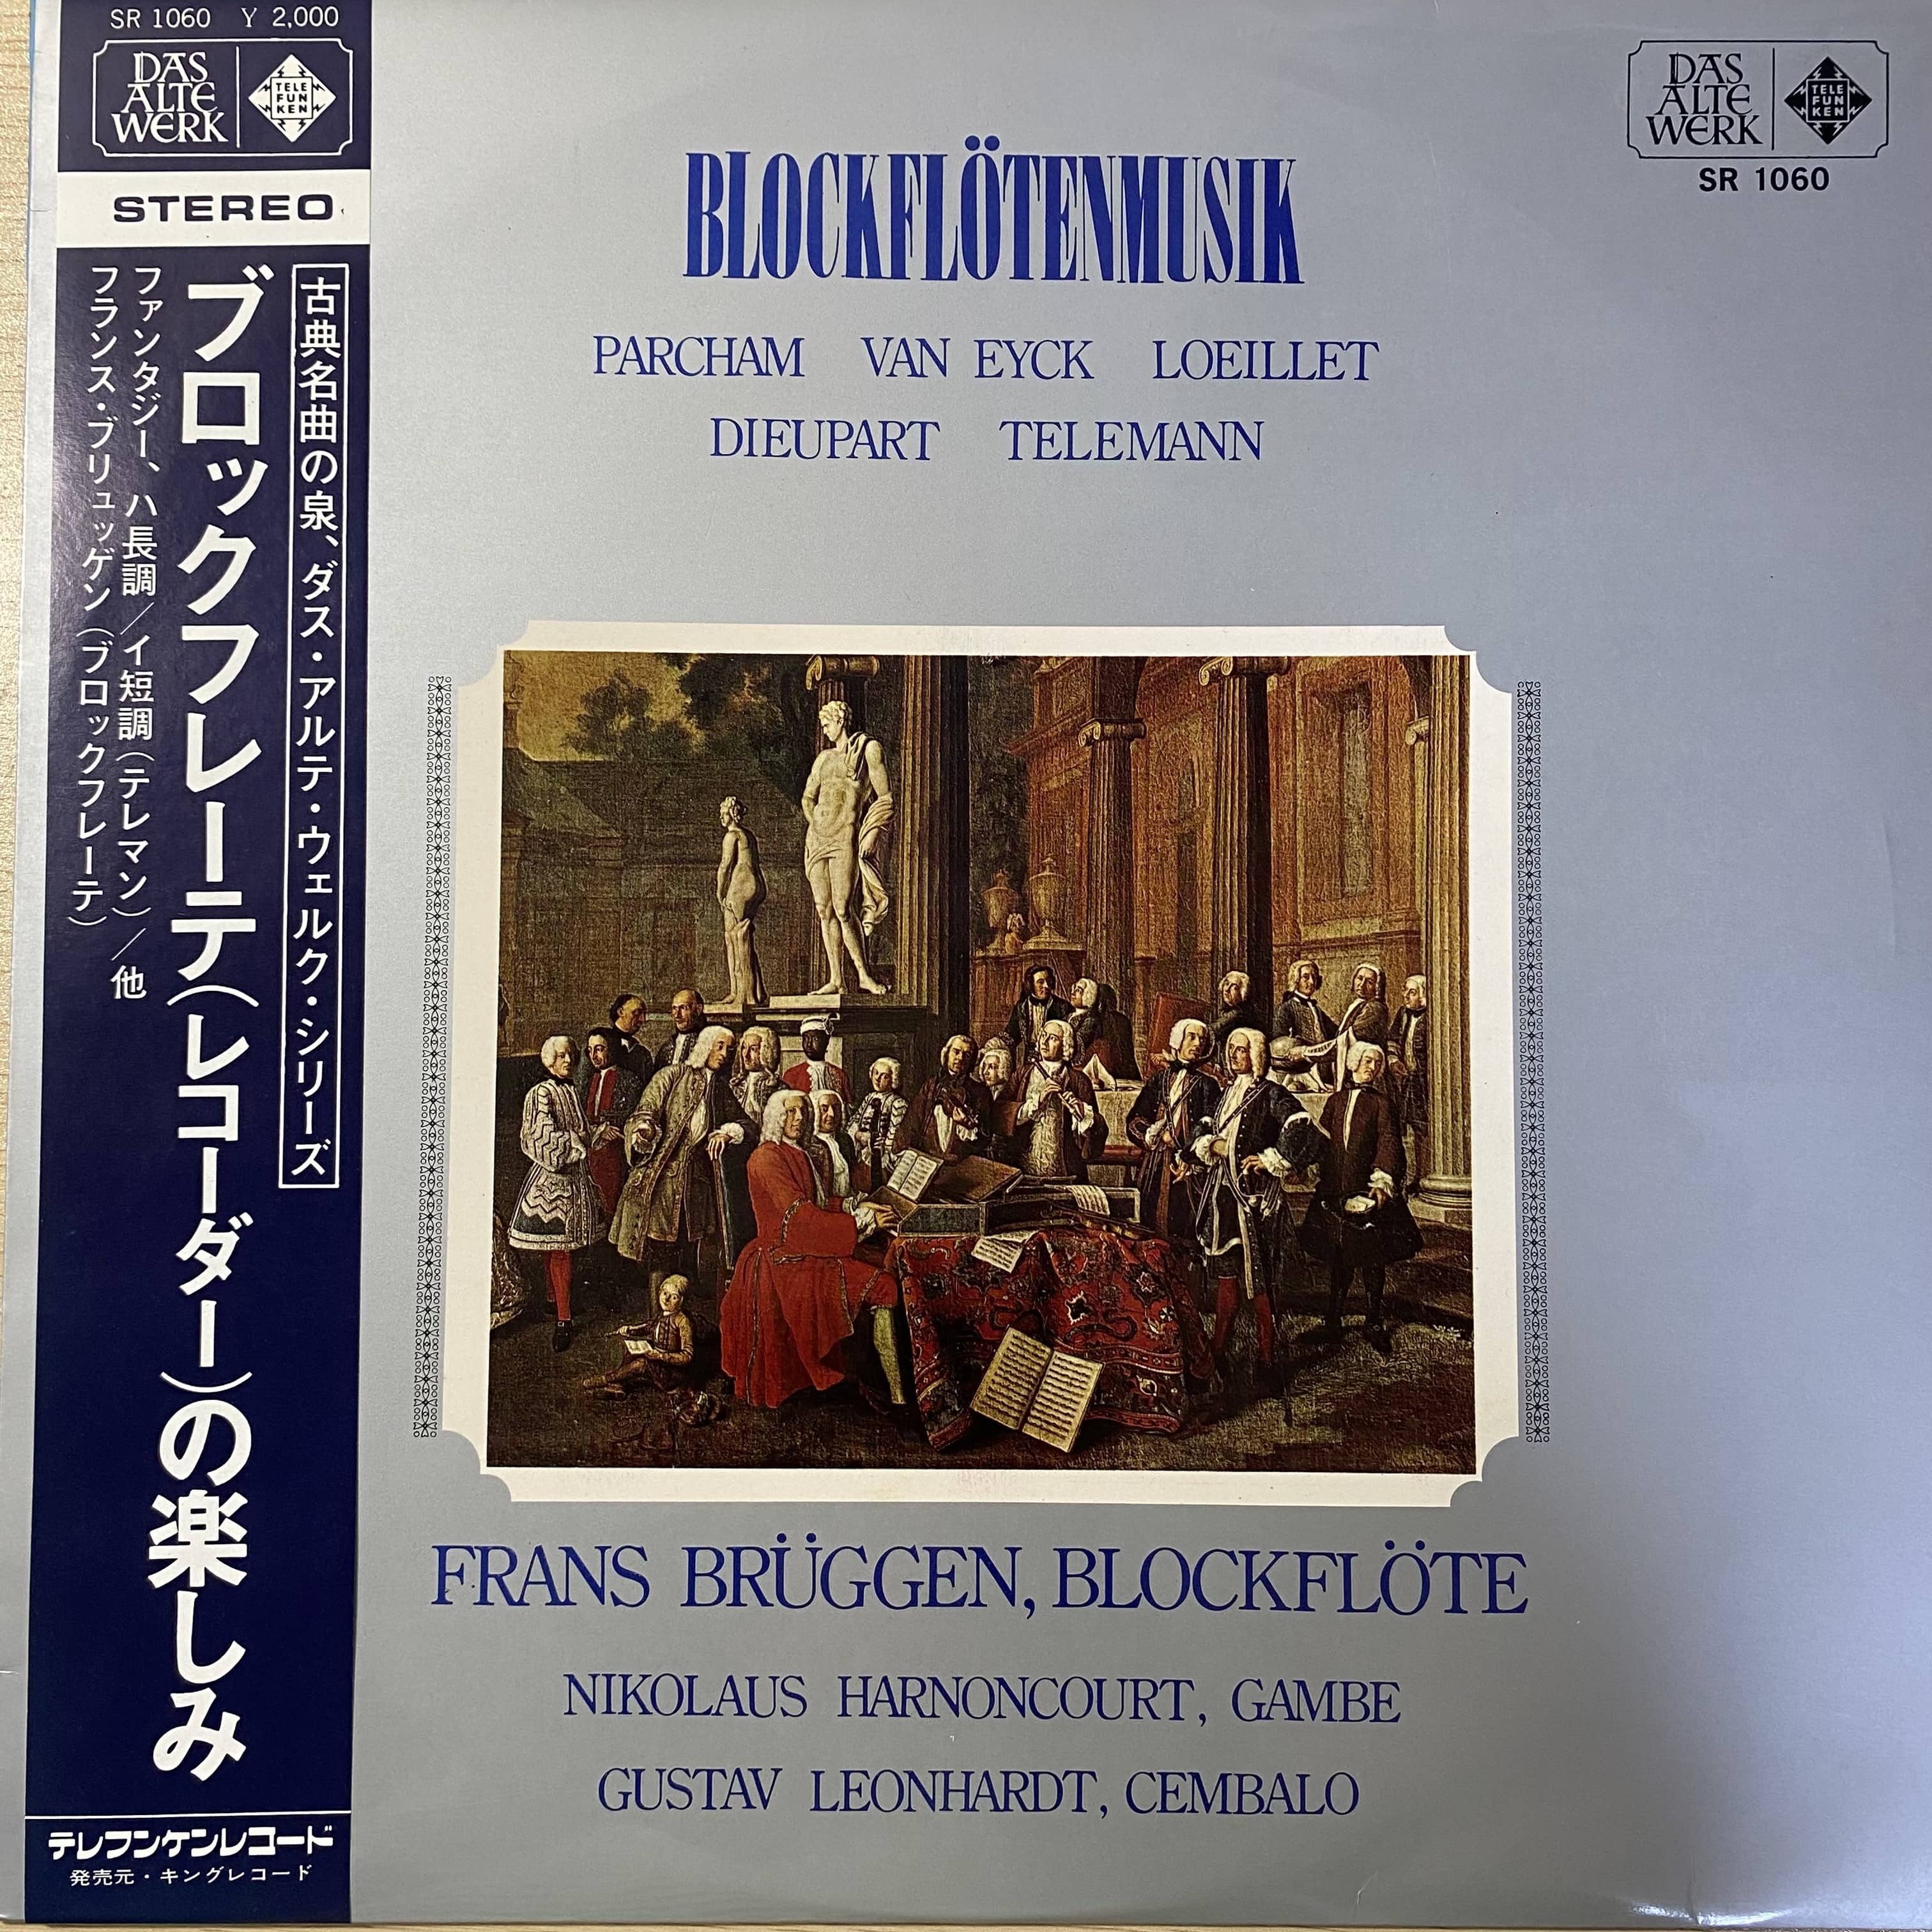 SR 1060 Y 2,000
DAS
ALTE
WERK
TELE
FUN
KEN
STEREO
古典名曲の泉、ダス・アルテ・ウェルク・シリーズ
ブロックフレーテ(レコーダー)の楽しみ
ファンタジー、ハ長調/イ短調(テレマン)/他
フランス・ブリュッゲン(ブロックフレーテ)
テレフンケンレコード
発売元・キングレコード
DAS
ALTE
WERK
TELE
FUN
KEN
SR 1060
BLOCKFLÖTENMUSIK
PARCHAM VAN EYCK LOEILLET
DIEUPART TELEMANN
FRANS BRÜGGEN, BLOCKFLÖTE
NIKOLAUS HARNONCOURT, GAMBE
GUSTAV LEONHARDT, CEMBALO